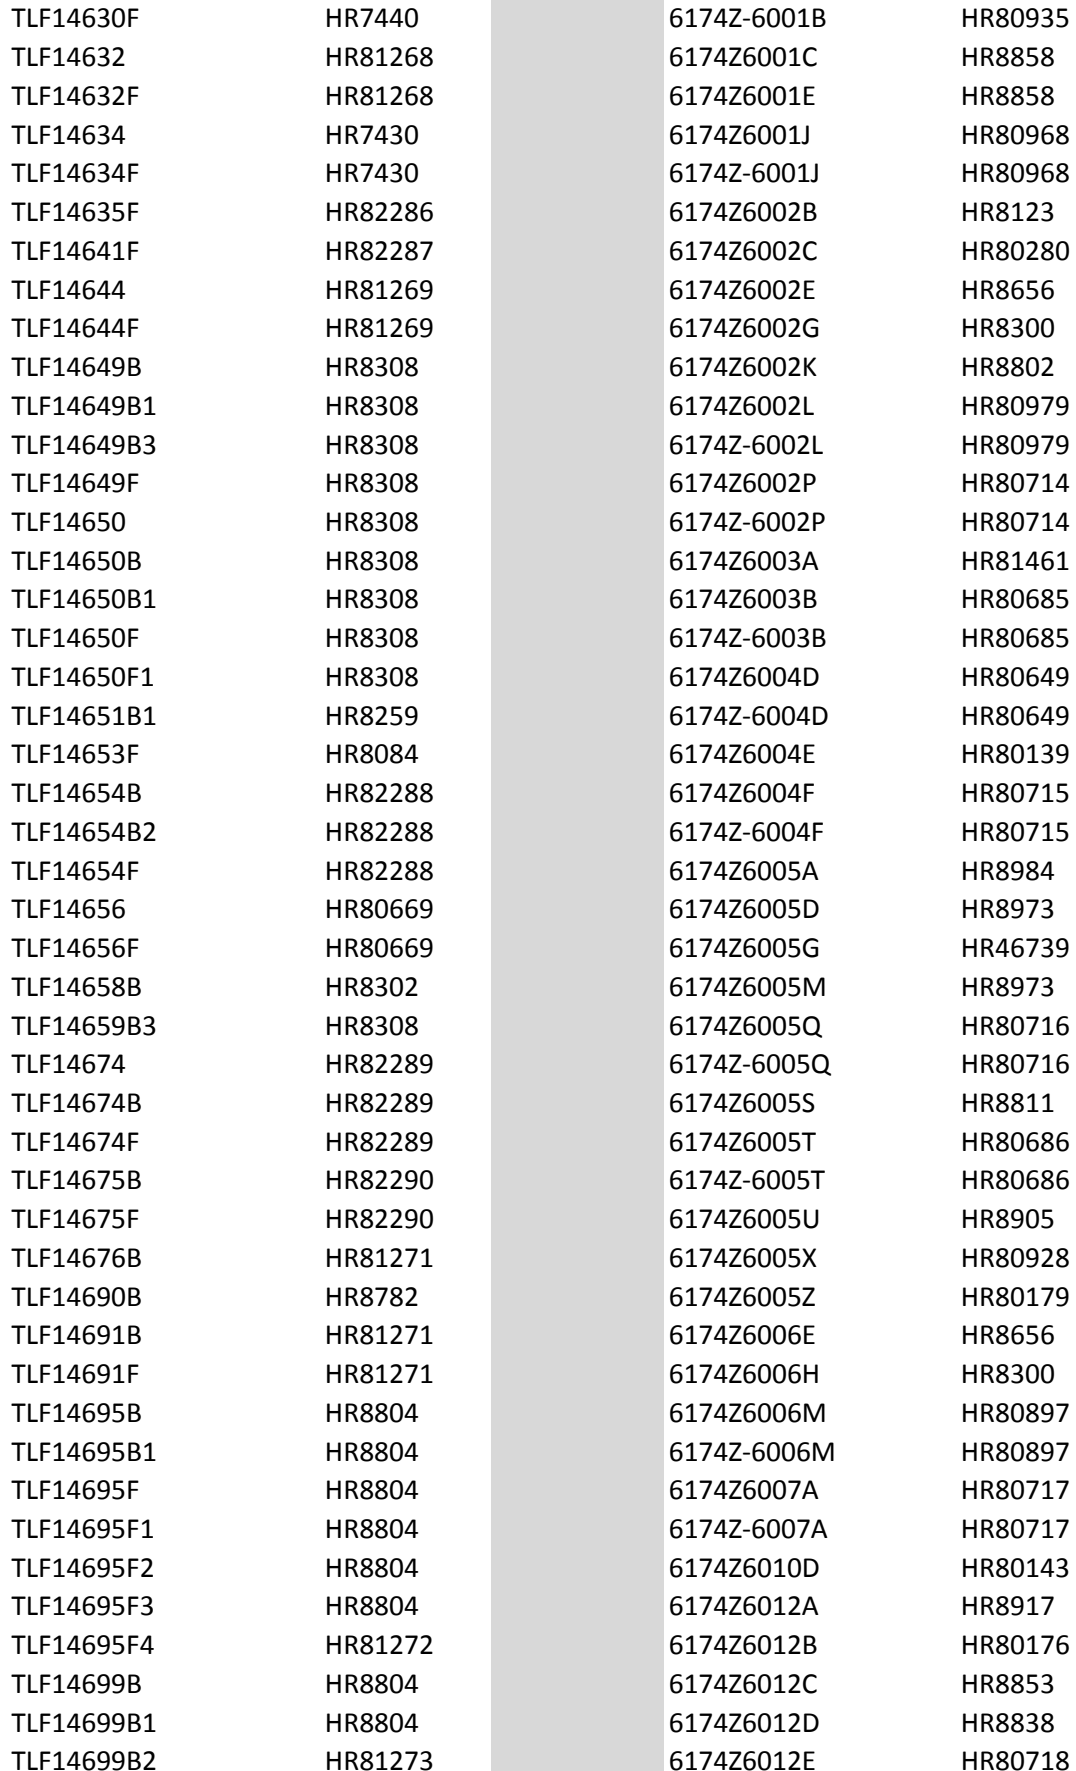 TLF14630F HR7440 6174Z-6001B HR80935
TLF14632 HR81268 6174Z6001C HR8858
TLF14632F HR81268 6174Z6001E HR8858
TLF14634 HR7430 6174Z6001J HR80968
TLF14634F HR7430 6174Z-6001J HR80968
TLF14635F HR82286 6174Z6002B HR8123
TLF14641F HR82287 6174Z6002C HR80280
TLF14644 HR81269 6174Z6002E HR8656
TLF14644F HR81269 6174Z6002G HR8300
TLF14649B HR8308 6174Z6002K HR8802
TLF14649B1 HR8308 6174Z6002L HR80979
TLF14649B3 HR8308 6174Z-6002L HR80979
TLF14649F HR8308 6174Z6002P HR80714
TLF14650 HR8308 6174Z-6002P HR80714
TLF14650B HR8308 6174Z6003A HR81461
TLF14650B1 HR8308 6174Z6003B HR80685
TLF14650F HR8308 6174Z-6003B HR80685
TLF14650F1 HR8308 6174Z6004D HR80649
TLF14651B1 HR8259 6174Z-6004D HR80649
TLF14653F HR8084 6174Z6004E HR80139
TLF14654B HR82288 6174Z6004F HR80715
TLF14654B2 HR82288 6174Z-6004F HR80715
TLF14654F HR82288 6174Z6005A HR8984
TLF14656 HR80669 6174Z6005D HR8973
TLF14656F HR80669 6174Z6005G HR46739
TLF14658B HR8302 6174Z6005M HR8973
TLF14659B3 HR8308 6174Z6005Q HR80716
TLF14674 HR82289 6174Z-6005Q HR80716
TLF14674B HR82289 6174Z6005S HR8811
TLF14674F HR82289 6174Z6005T HR80686
TLF14675B HR82290 6174Z-6005T HR80686
TLF14675F HR82290 6174Z6005U HR8905
TLF14676B HR81271 6174Z6005X HR80928
TLF14690B HR8782 6174Z6005Z HR80179
TLF14691B HR81271 6174Z6006E HR8656
TLF14691F HR81271 6174Z6006H HR8300
TLF14695B HR8804 6174Z6006M HR80897
TLF14695B1 HR8804 6174Z-6006M HR80897
TLF14695F HR8804 6174Z6007A HR80717
TLF14695F1 HR8804 6174Z-6007A HR80717
TLF14695F2 HR8804 6174Z6010D HR80143
TLF14695F3 HR8804 6174Z6012A HR8917
TLF14695F4 HR81272 6174Z6012B HR80176
TLF14699B HR8804 6174Z6012C HR8853
TLF14699B1 HR8804 6174Z6012D HR8838
TLF14699B2 HR81273 6174Z6012E HR80718